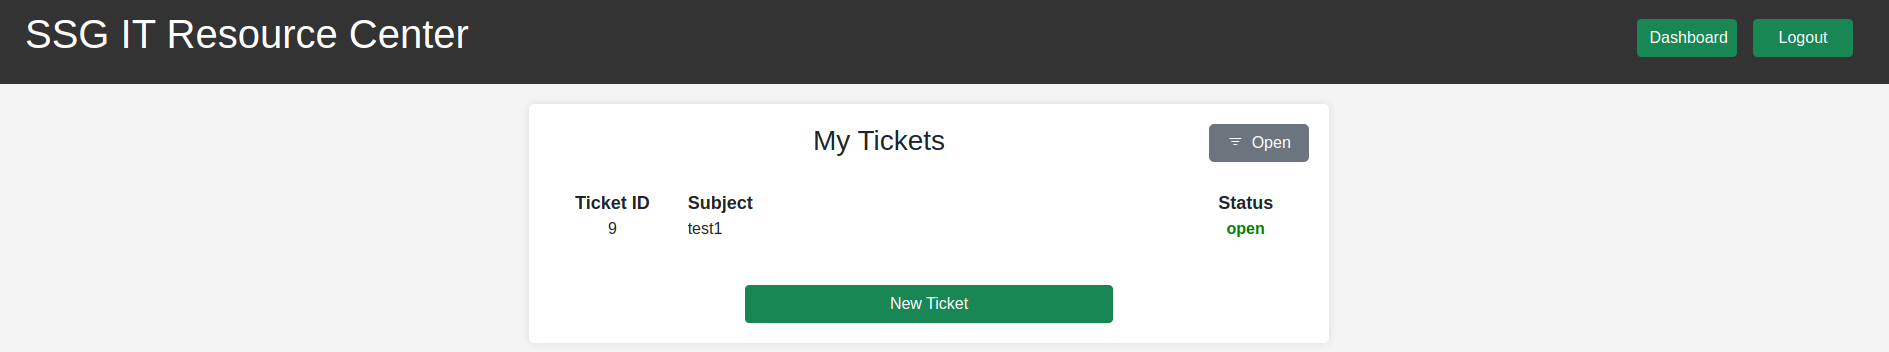 SSG IT Resource Center
Dashboard
Logout
My Tickets
Open
Ticket ID Subject Status
9 test1 open
New Ticket